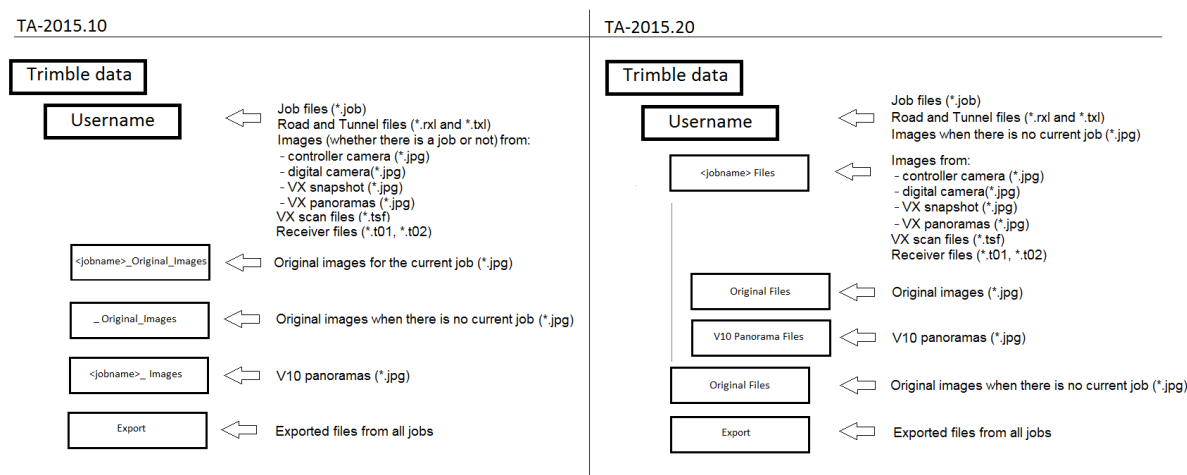 TA-2015.10
Trimble data
Username
Job files (*.job)
Road and Tunnel files (*.rxl and *.txl)
Images (whether there is a job or not) from:
- controller camera (*.jpg)
- digital camera(*.jpg)
- VX snapshot (*.jpg)
- VX panoramas (*.jpg)
VX scan files (*.tsf)
Receiver files (*.t01, *.t02)
<jobname>_Original_Images
Original images for the current job (*.jpg)
_ Original_Images
Original images when there is no current job (*.jpg)
<jobname>_ Images
V10 panoramas (*.jpg)
Export
Exported files from all jobs
TA-2015.20
Trimble data
Username
Job files (*.job)
Road and Tunnel files (*.rxl and *.txl)
Images when there is no current job (*.jpg)
<jobname> Files
Images from:
- controller camera (*.jpg)
- digital camera(*.jpg)
- VX snapshot (*.jpg)
- VX panoramas (*.jpg)
VX scan files (*.tsf)
Receiver files (*.t01, *.t02)
Original Files
Original images (*.jpg)
V10 Panorama Files
V10 panoramas (*.jpg)
Original Files
Original images when there is no current job (*.jpg)
Export
Exported files from all jobs